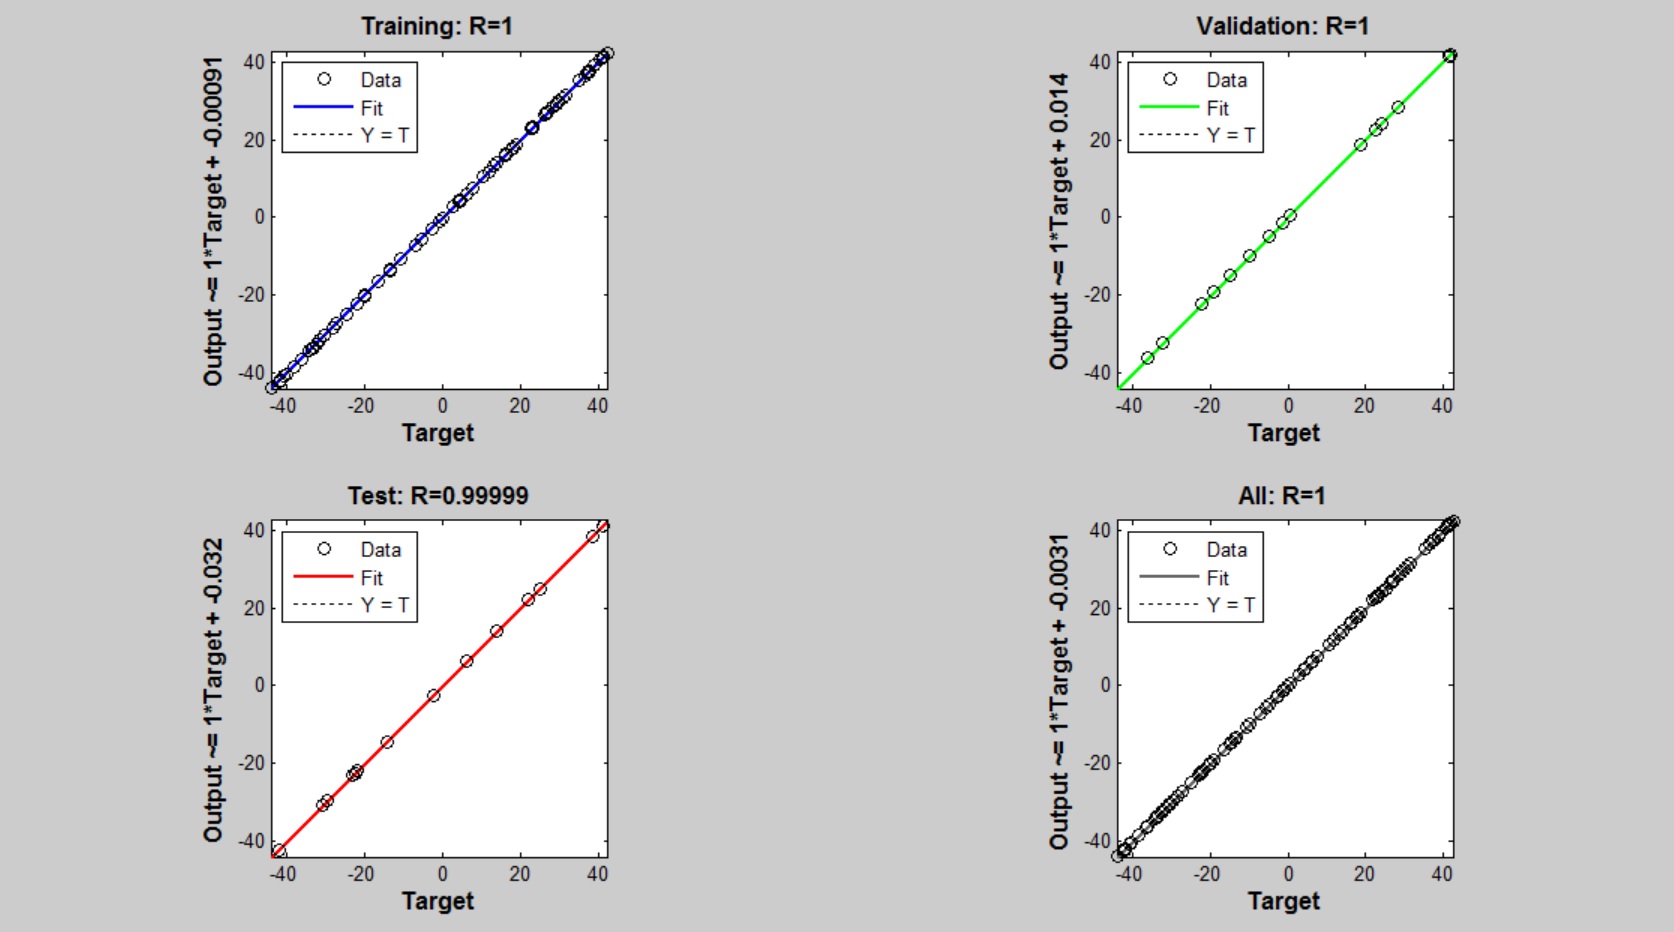 Training: R=1
Output ~= 1*Target + -0.00091
40
20
0
-20
-40
Data
Fit
Y = T
-40 -20 0 20 40
Target
Validation: R=1
Output ~= 1*Target + 0.014
40
20
0
-20
-40
Data
Fit
Y = T
-40 -20 0 20 40
Target
Test: R=0.99999
Output ~= 1*Target + -0.032
40
20
0
-20
-40
Data
Fit
Y = T
-40 -20 0 20 40
Target
All: R=1
Output ~= 1*Target + -0.0031
40
20
0
-20
-40
Data
Fit
Y = T
-40 -20 0 20 40
Target